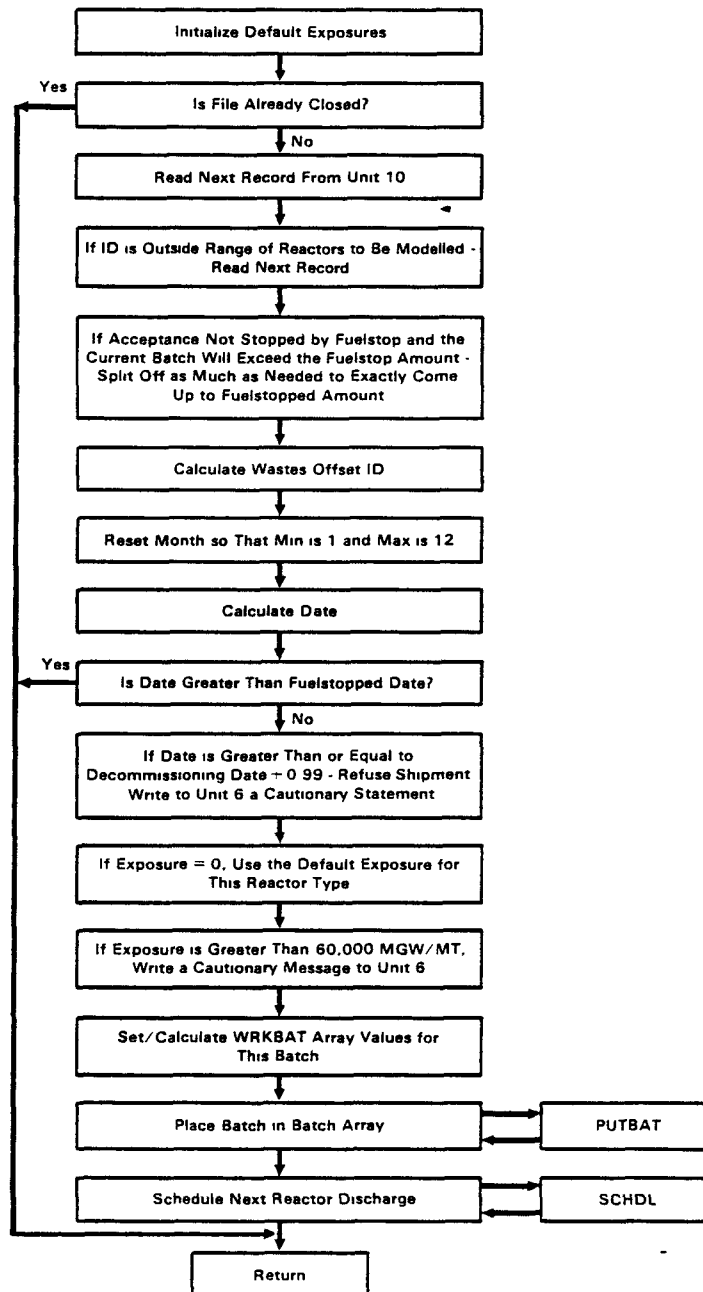 Initialize Default Exposures
Yes
Is File Already Closed?
No
Read Next Record From Unit 10
If ID is Outside Range of Reactors to Be Modelled -
Read Next Record
If Acceptance Not Stopped by Fuelstop and the
Current Batch Will Exceed the Fuelstop Amount -
Split Off as Much as Needed to Exactly Come
Up to Fuelstopped Amount
Calculate Wastes Offset ID
Reset Month so That Min is 1 and Max is 12
Calculate Date
Yes
Is Date Greater Than Fuelstopped Date?
No
If Date is Greater Than or Equal to
Decommissioning Date + 0 99 - Refuse Shipment
Write to Unit 6 a Cautionary Statement
If Exposure = 0, Use the Default Exposure for
This Reactor Type
If Exposure is Greater Than 60,000 MGW/MT,
Write a Cautionary Message to Unit 6
Set/Calculate WRKBAT Array Values for
This Batch
Place Batch in Batch Array
PUTBAT
Schedule Next Reactor Discharge
SCHDL
Return